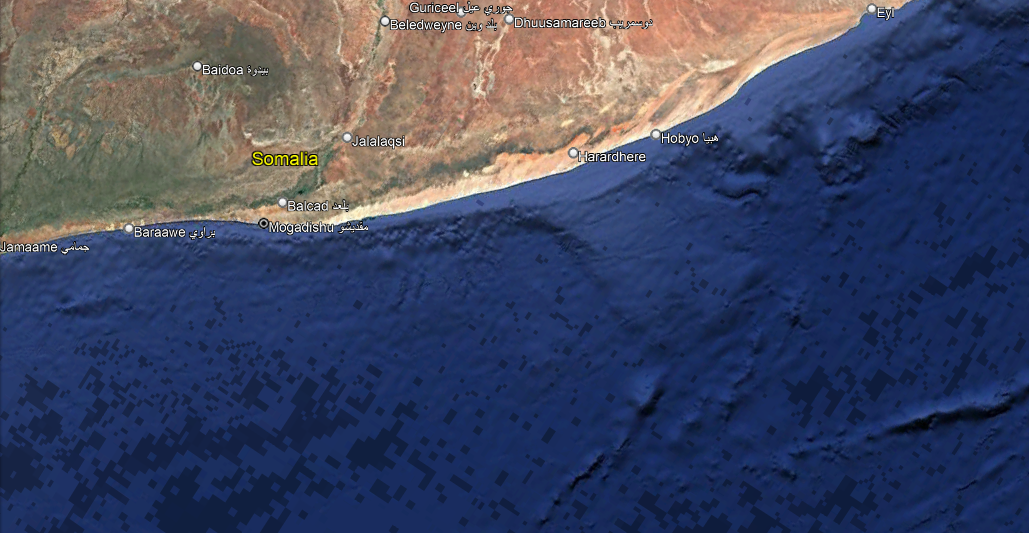 Guriceel جوري عيل
Eyl
Beledweyne بلد وين
Dhuusamareeb دوسمريب
Baidoa بيدوة
Jalalaqsi
Hobyo هبيا
Harardhere
Somalia
Balcad بلعد
Mogadishu مقديشو
Baraawe براوي
Jamaame جمامي